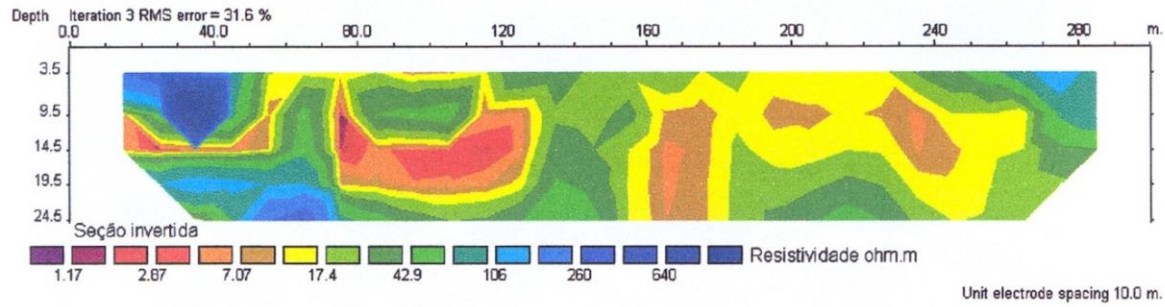 Depth Iteration 3 RMS error = 31.6 %
0.0 40.0 80.0 120 160 200 240 280 m.
3.5
9.5
14.5
19.5
24.5
Seção invertida
Resistividade ohm.m
1.17 2.87 7.07 17.4 42.9 106 260 640
Unit electrode spacing 10.0 m.